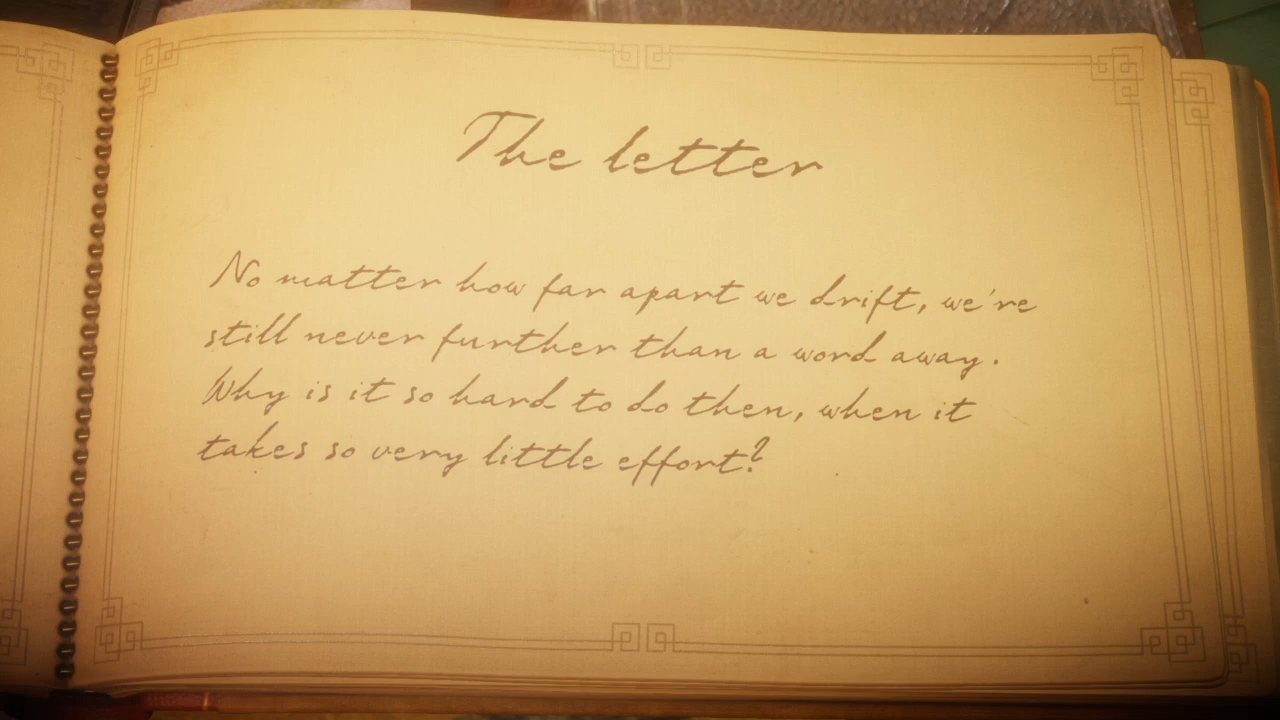 The letter
No matter how far apart we drift, we're
still never further than a word away.
Why is it so hard to do then, when it
takes so very little effort?